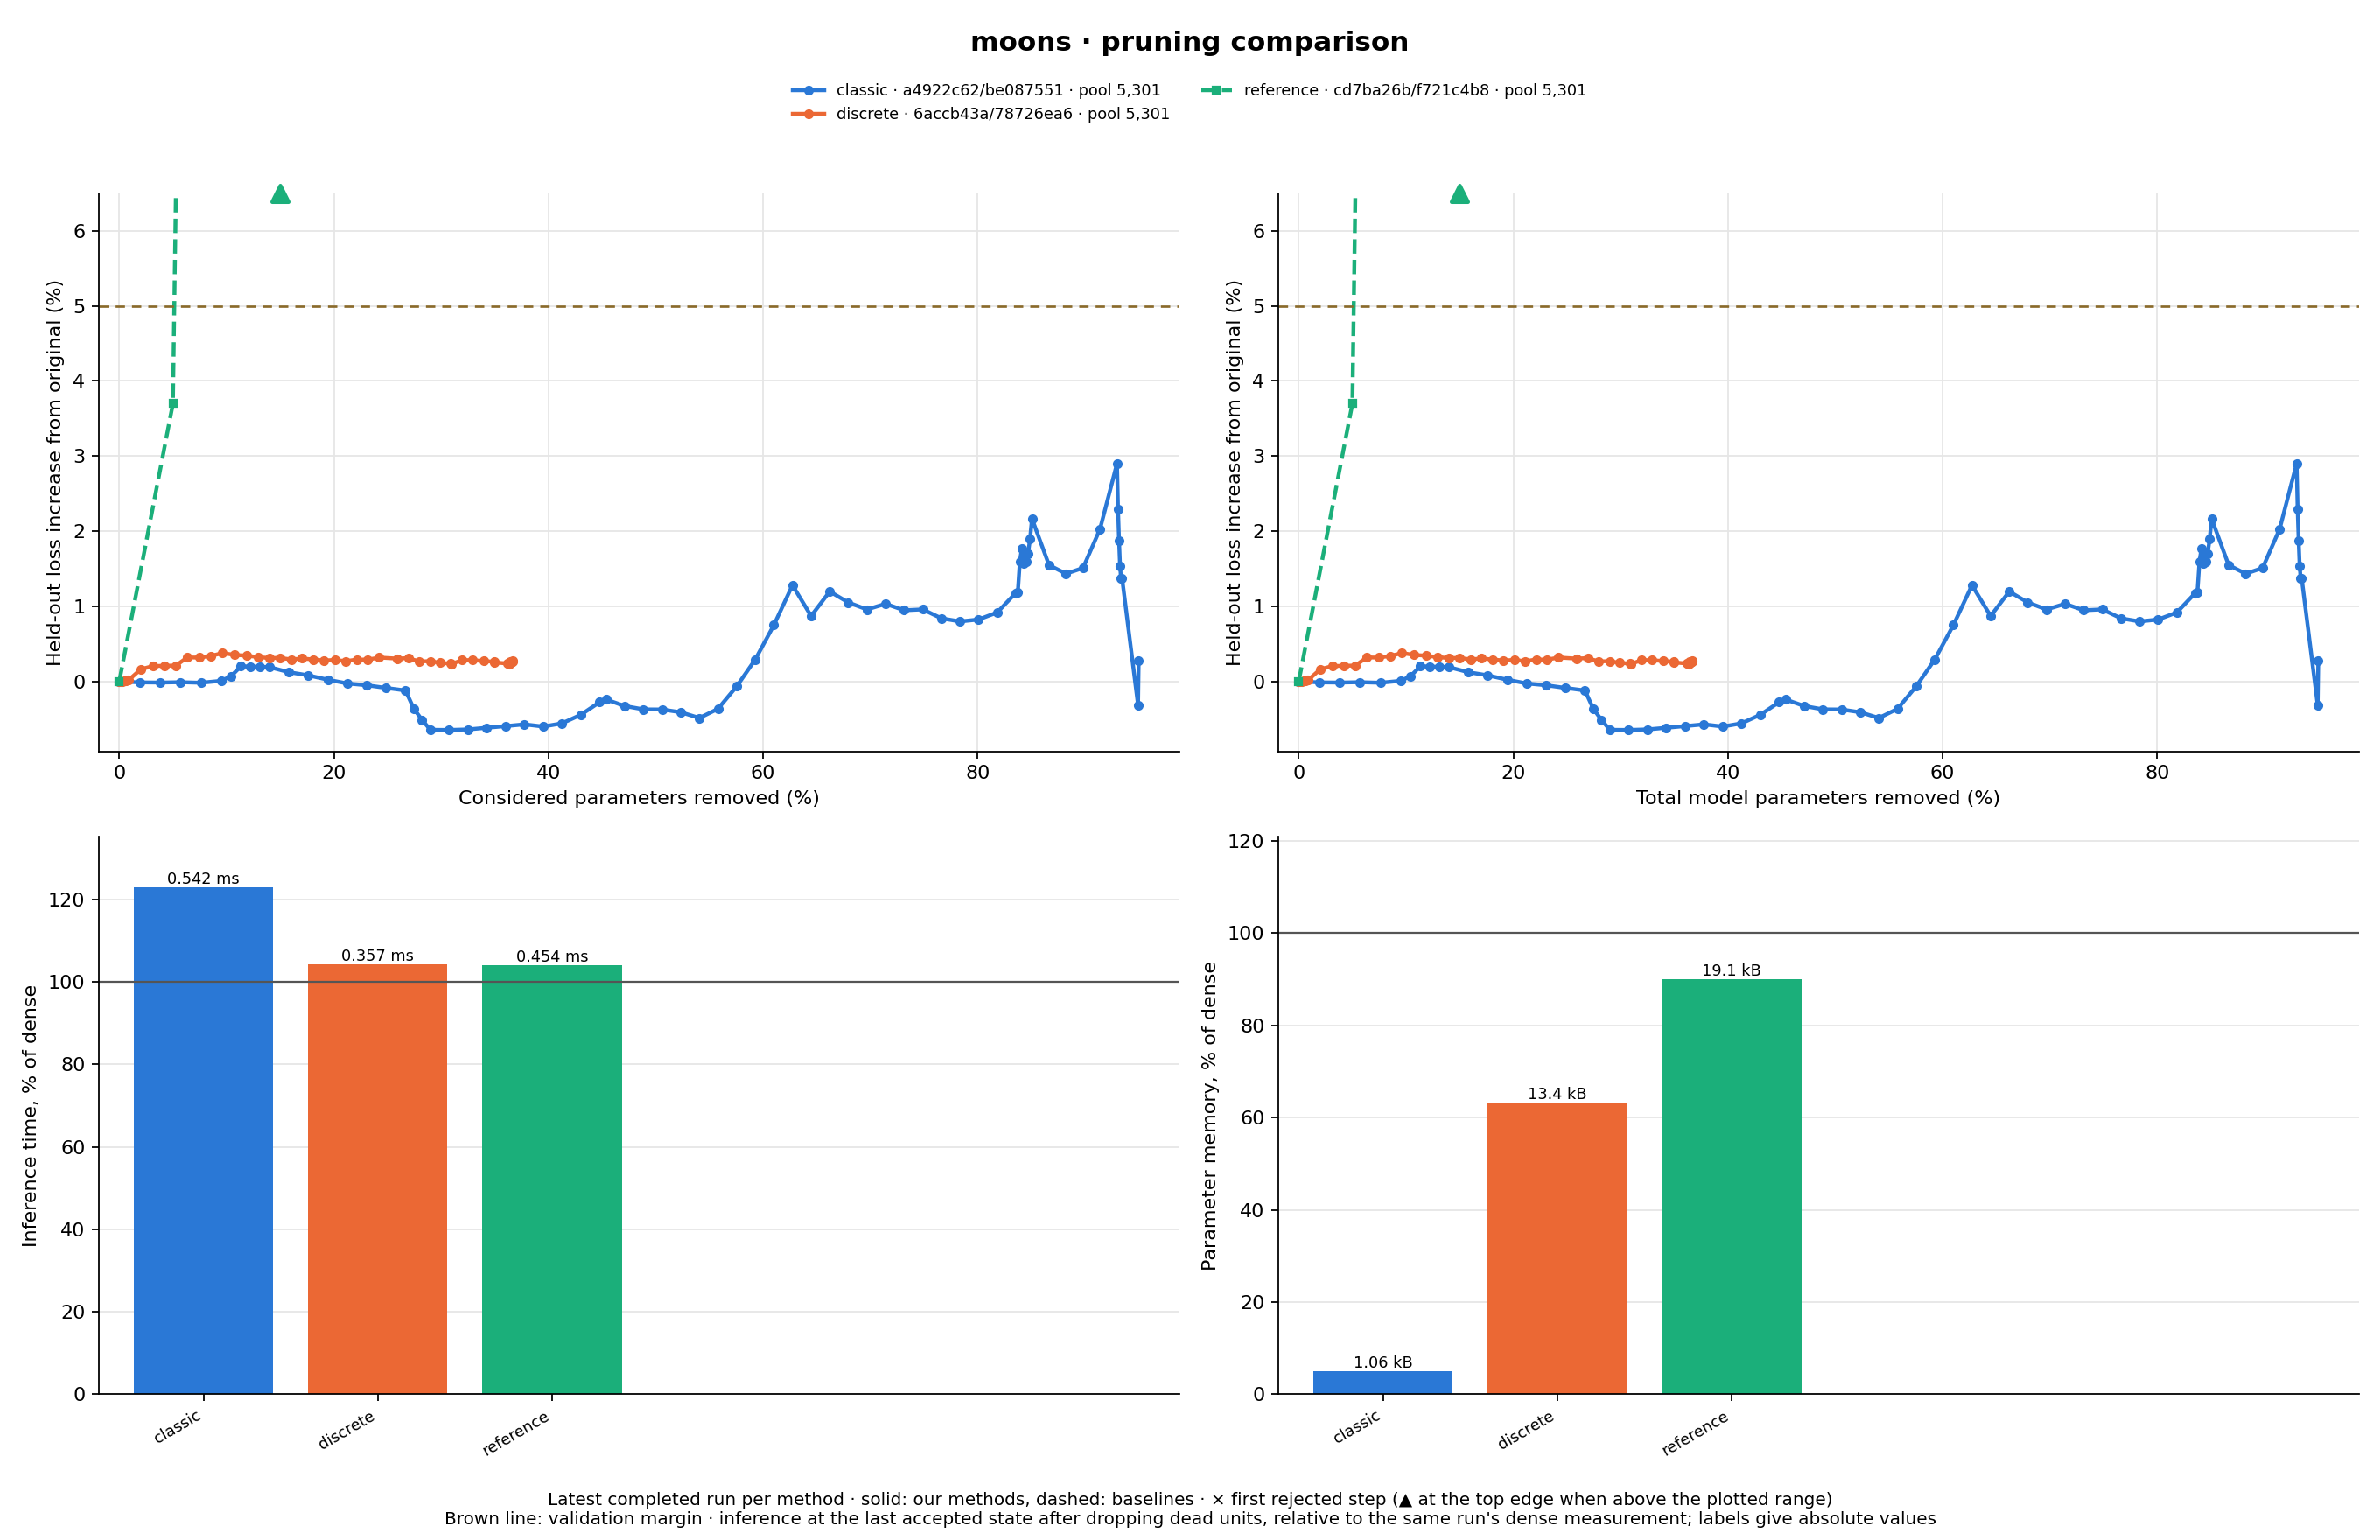 moons · pruning comparison
classic · a4922c62/be087551 · pool 5,301
discrete · 6accb43a/78726ea6 · pool 5,301
reference · cd7ba26b/f721c4b8 · pool 5,301
Held-out loss increase from original (%)
6
5
4
3
2
1
0
0 20 40 60 80
Considered parameters removed (%)
Held-out loss increase from original (%)
6
5
4
3
2
1
0
0 20 40 60 80
Total model parameters removed (%)
Inference time, % of dense
120
100
80
60
40
20
0
0.542 ms
0.357 ms
0.454 ms
classic
discrete
reference
Parameter memory, % of dense
120
100
80
60
40
20
0
1.06 kB
13.4 kB
19.1 kB
classic
discrete
reference
Latest completed run per method · solid: our methods, dashed: baselines · × first rejected step (▲ at the top edge when above the plotted range)
Brown line: validation margin · inference at the last accepted state after dropping dead units, relative to the same run's dense measurement; labels give absolute values